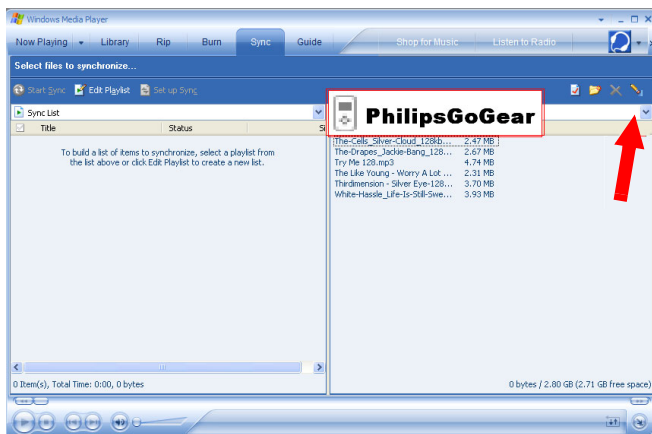 Windows Media Player
Now Playing Library Rip Burn Sync Guide Shop for Music Listen to Radio
Select files to synchronize...
Start Sync Edit Playlist Set up Sync
Sync List
PhilipsGoGear
Title Status Si
To build a list of items to synchronize, select a playlist from
the list above or click Edit Playlist to create a new list.
The-Cells_Silver-Cloud_128kb... 2.47 MB
The-Drapes_Jackie-Bang_128... 2.67 MB
Try Me 128.mp3 4.74 MB
The Like Young - Worry A Lot ... 2.31 MB
Thirdimension - Silver Eye-128... 3.70 MB
White-Hassle_Life-Is-Still-Swe... 3.93 MB
0 Item(s), Total Time: 0:00, 0 bytes
0 bytes / 2.80 GB (2.71 GB free space)